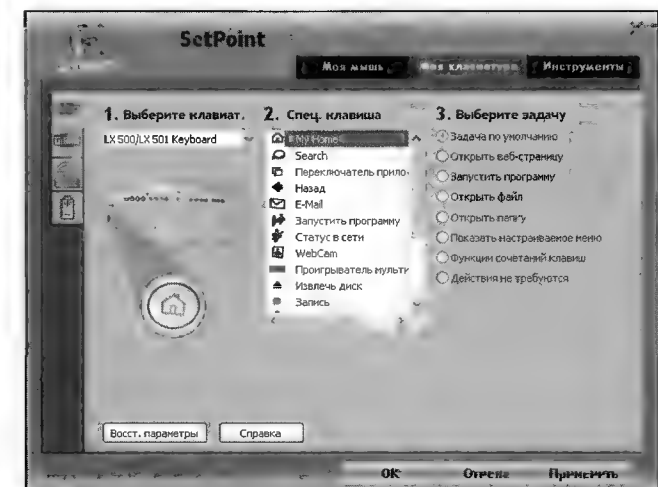 SetPoint
Моя мышь Моя клавиатура Инструменты
1. Выберите клавиат. 2. Спец. клавиша 3. Выберите задачу
LX 500/LX 501 Keyboard
My Home
Search
Переключатель прило-
Назад
E-Mail
Запустить программу
Статус в сети
WebCam
Проигрыватель мульти
Извлечь диск
Запись
Задача по умолчанию
Открыть веб-страницу
Запустить программу
Открыть файл
Открыть папку
Показать настраиваемое меню
Функции сочетаний клавиш
Действия не требуются
Восст. параметры Справка
OK Отмена Применить